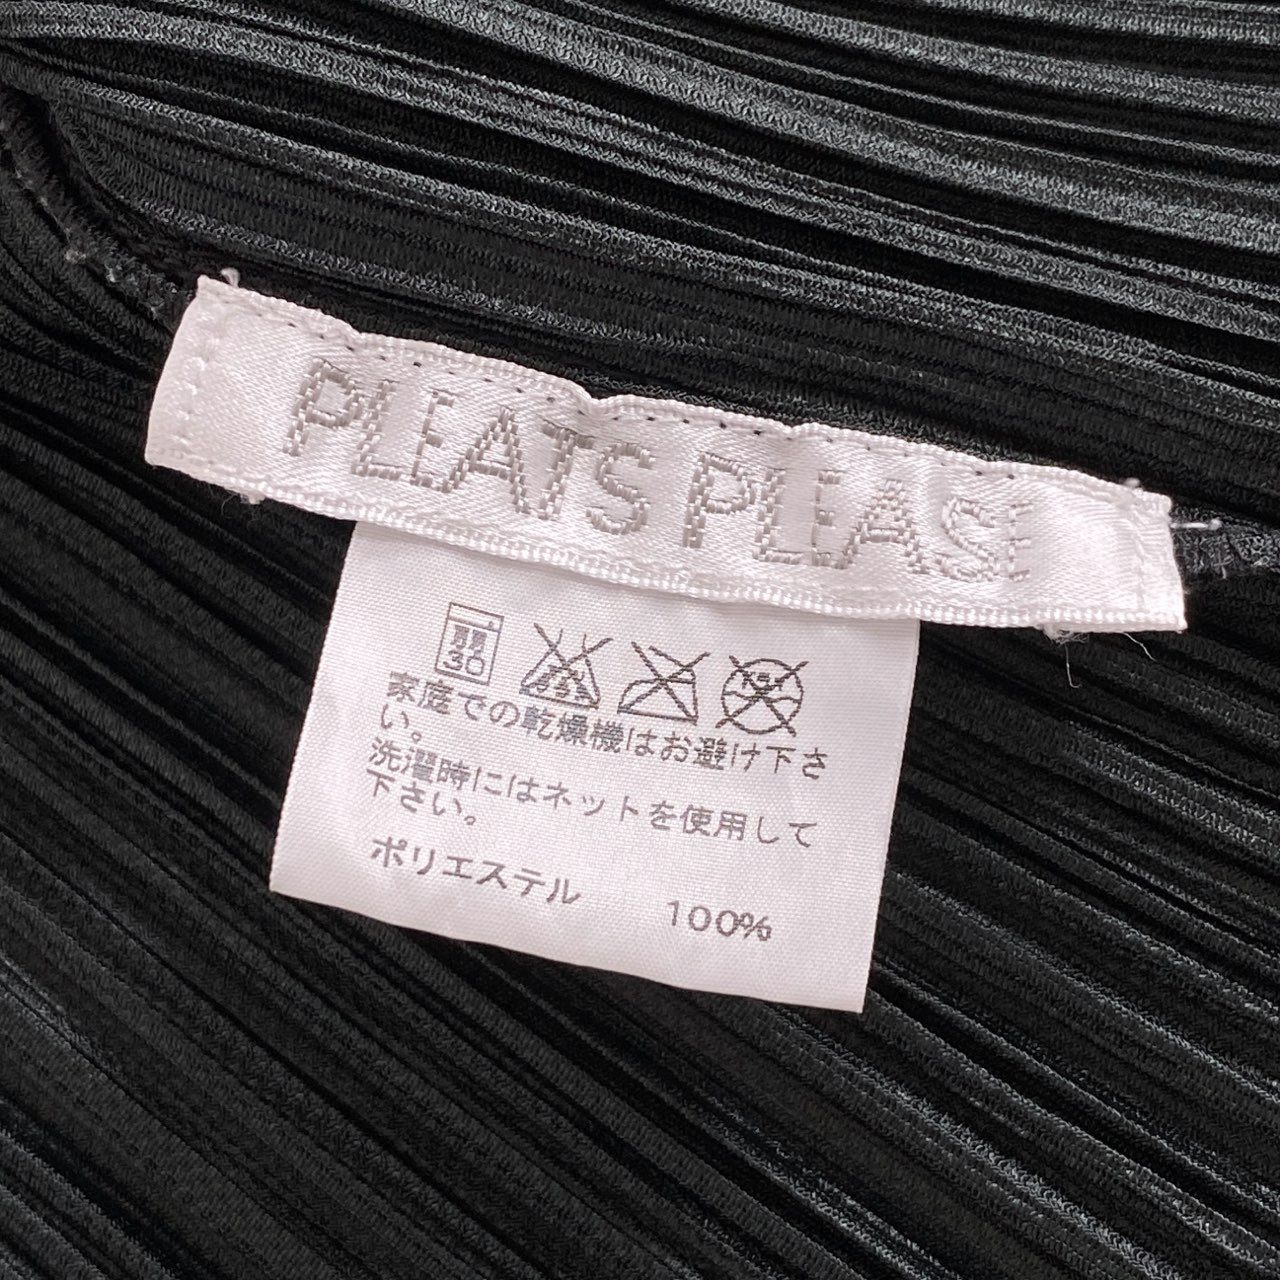 PLEATS PLEASE
弱
30
家庭での乾燥機はお避け下さ
い。
洗濯時にはネットを使用して
下さい。
ポリエステル 100%